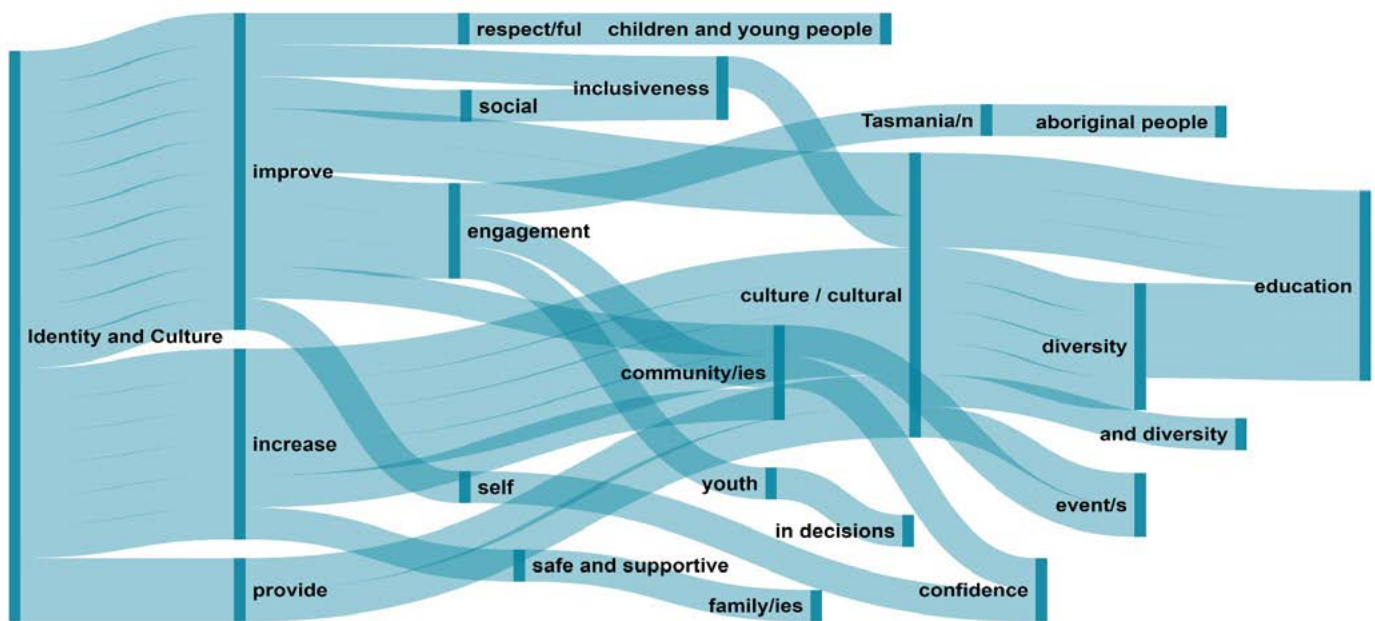 respect/ful
children and young people
inclusiveness
social
Tasmania/n
aboriginal people
improve
engagement
culture / cultural
education
Identity and Culture
diversity
community/ies
and diversity
increase
self
youth
event/s
in decisions
safe and supportive
provide
confidence
family/ies